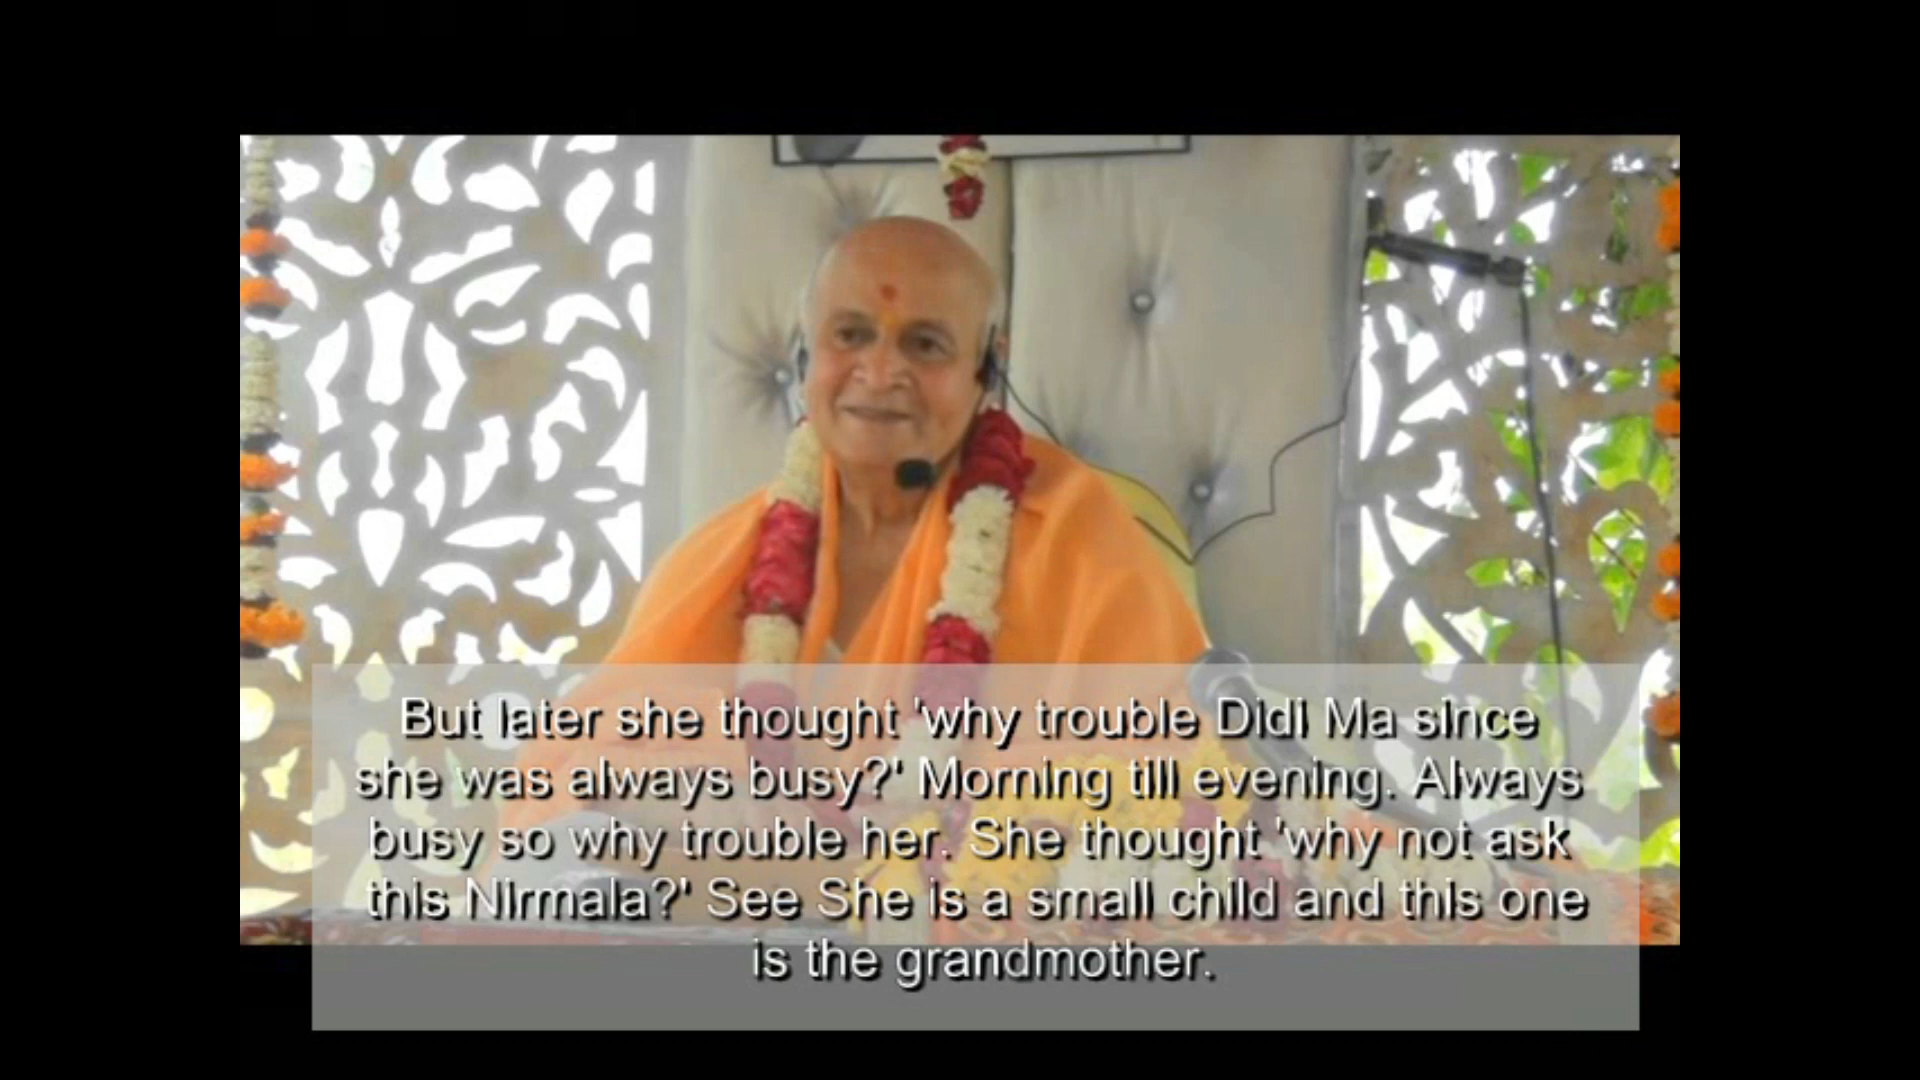 But later she thought 'why trouble Didi Ma since
she was always busy?' Morning till evening. Always
busy so why trouble her. She thought 'why not ask
this Nirmala?' See She is a small child and this one
is the grandmother.